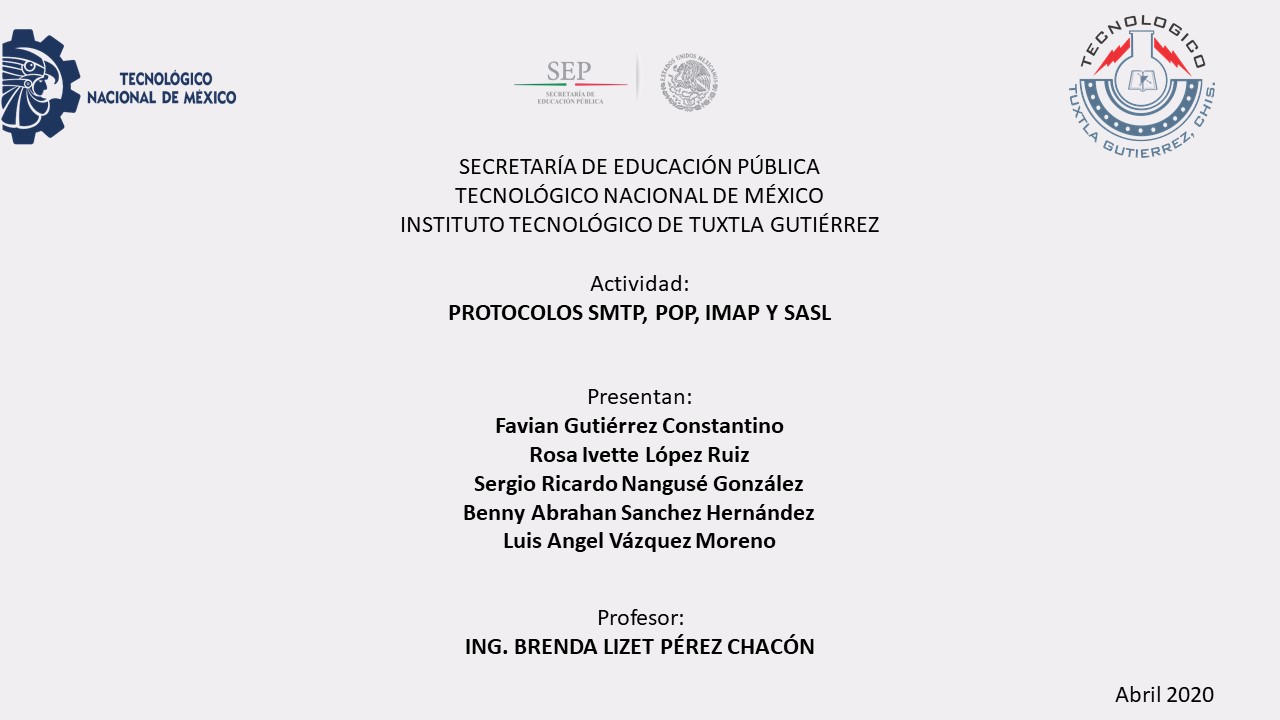 TECNOLÓGICO
NACIONAL DE MÉXICO
SEP
SECRETARÍA DE
EDUCACIÓN PÚBLICA
ESTADOS UNIDOS MEXICANOS
TECNOLOGICO
TUXTLA GUTIERREZ, CHIS.
SECRETARÍA DE EDUCACIÓN PÚBLICA
TECNOLÓGICO NACIONAL DE MÉXICO
INSTITUTO TECNOLÓGICO DE TUXTLA GUTIÉRREZ
Actividad:
PROTOCOLOS SMTP, POP, IMAP Y SASL
Presentan:
Favian Gutiérrez Constantino
Rosa Ivette López Ruiz
Sergio Ricardo Nangusé González
Benny Abrahan Sanchez Hernández
Luis Angel Vázquez Moreno
Profesor:
ING. BRENDA LIZET PÉREZ CHACÓN
Abril 2020